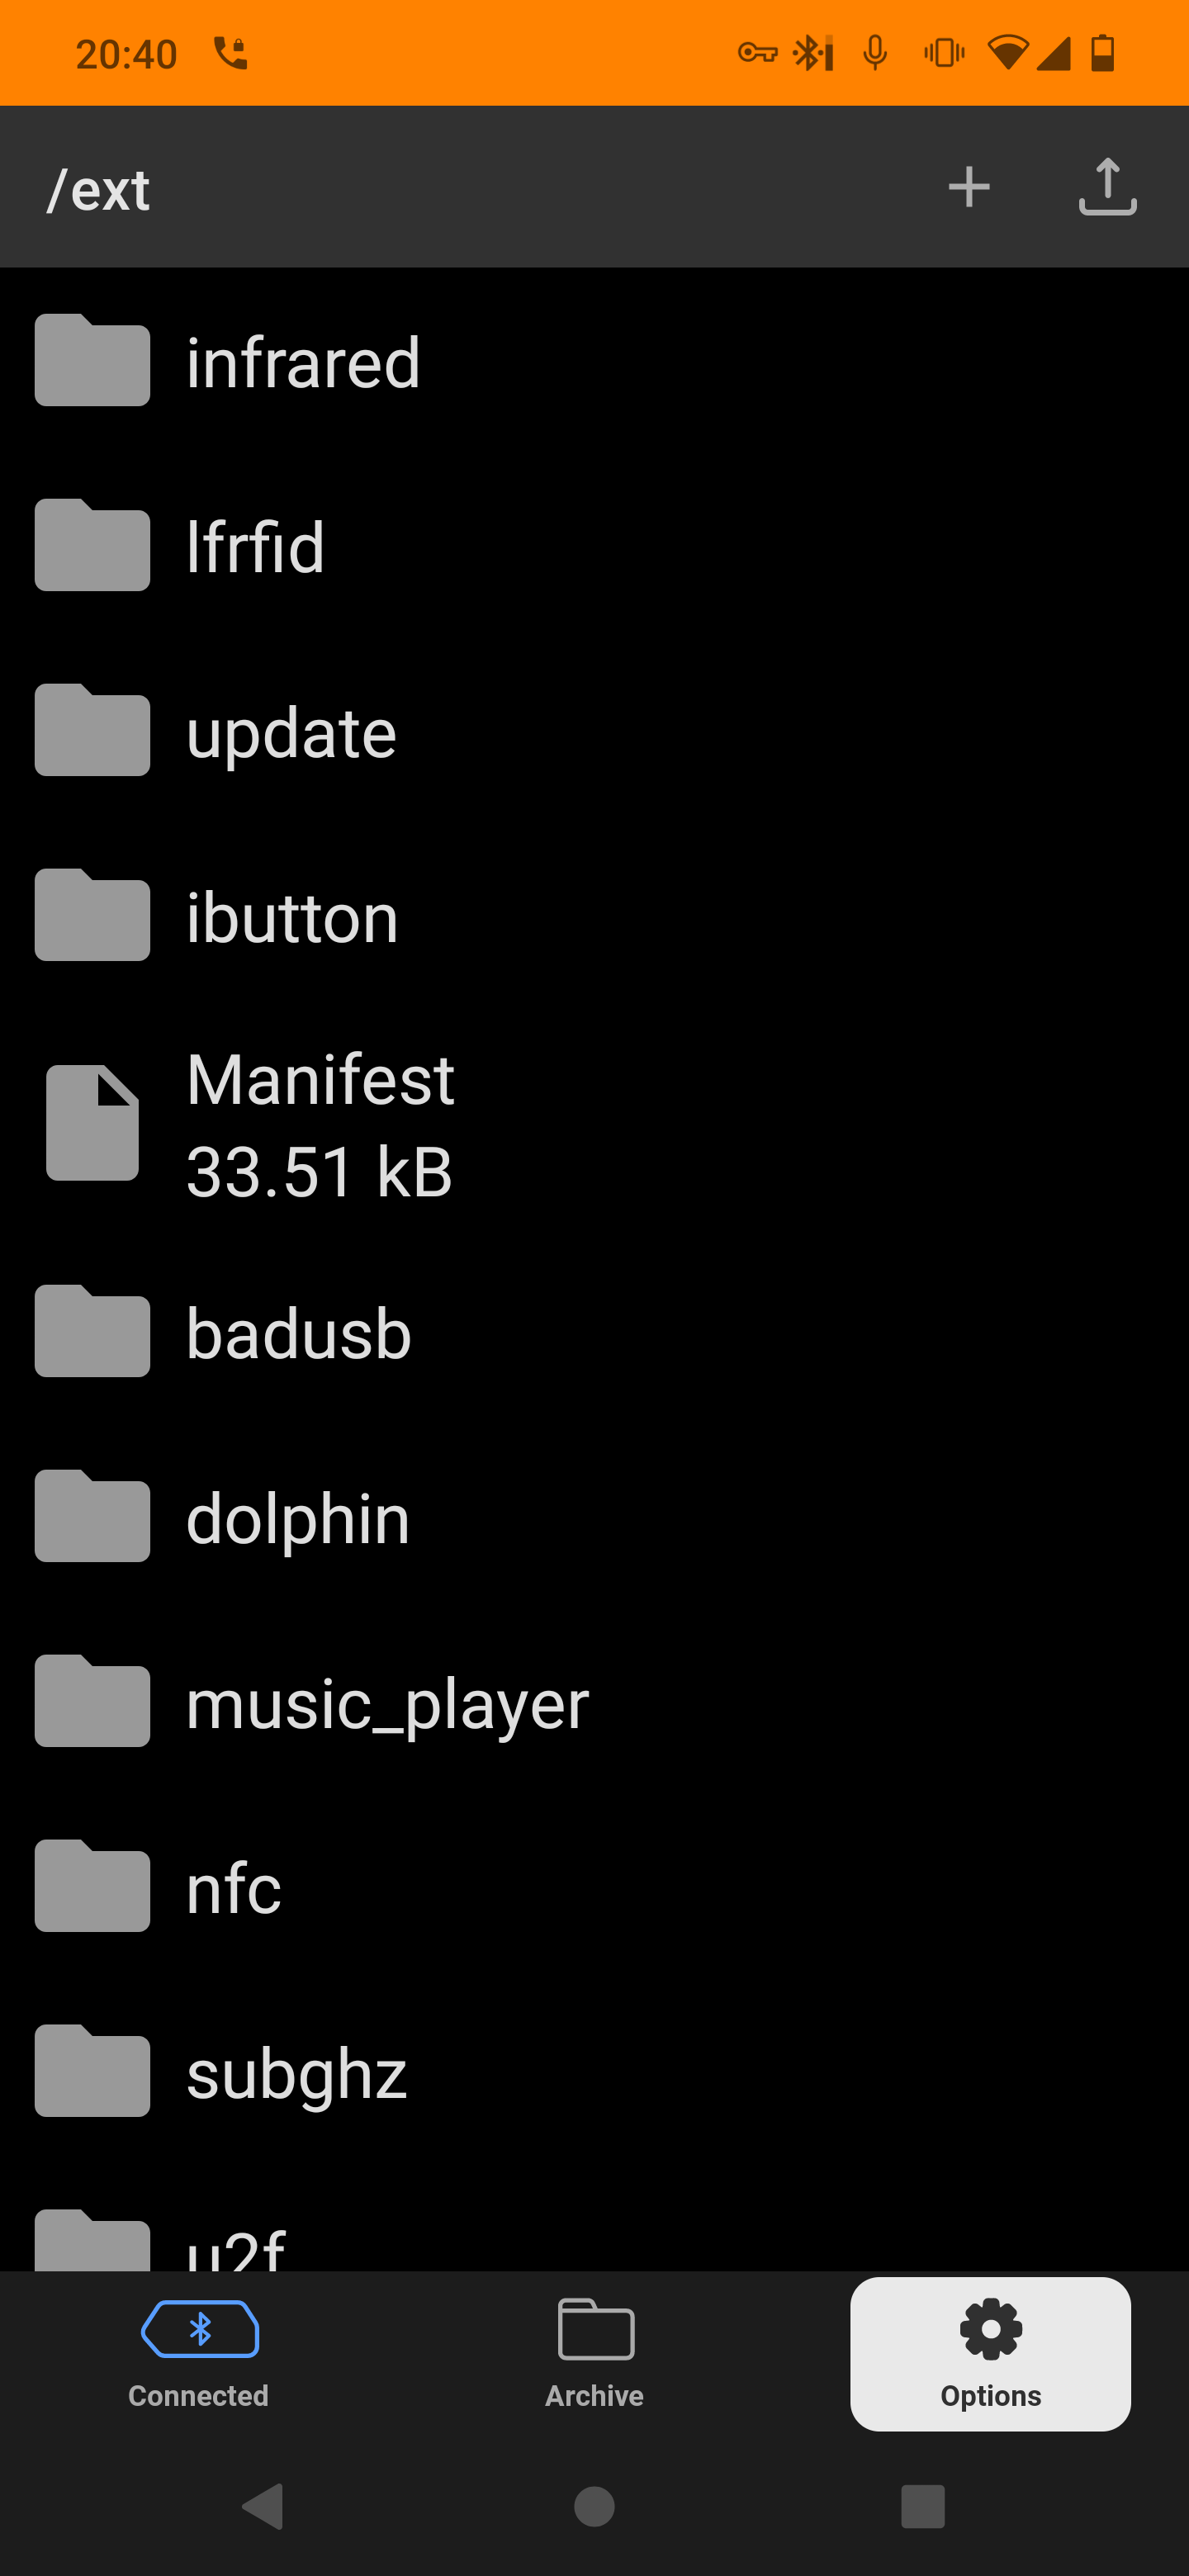 20:40
/ext
infrared
lfrfid
update
ibutton
Manifest
33.51 kB
badusb
dolphin
music_player
nfc
subghz
u2f
Connected
Archive
Options